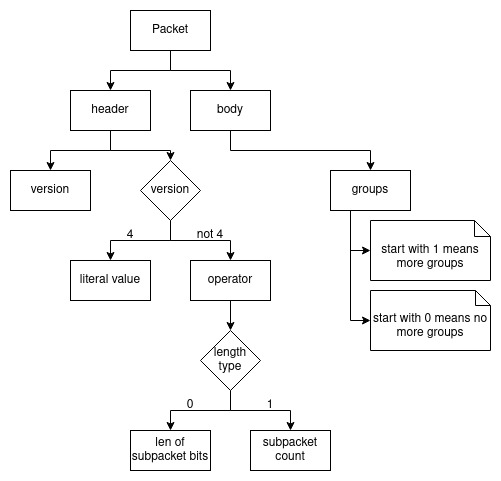 Packet
header
body
version
version
groups
4
not 4
start with 1 means
more groups
literal value
operator
start with 0 means no
more groups
length
type
0
1
len of
subpacket bits
subpacket
count